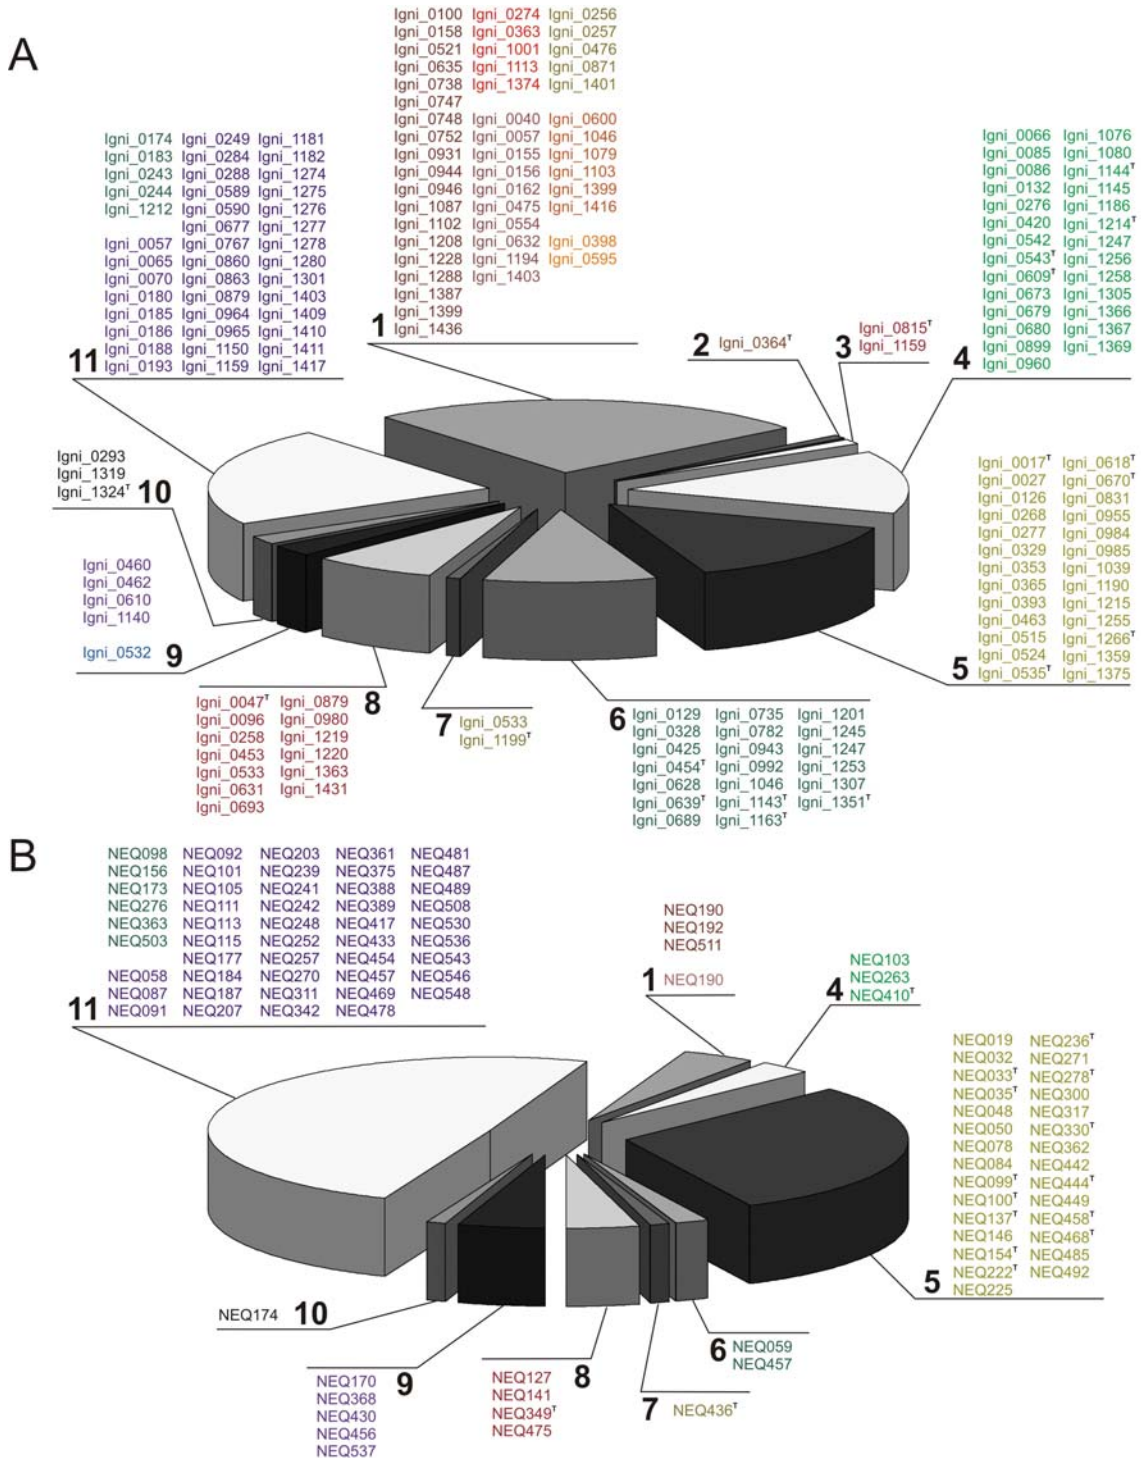 A
Igni_0100 Igni_0274 Igni_0256
Igni_0158 Igni_0363 Igni_0257
Igni_0521 Igni_1001 Igni_0476
Igni_0635 Igni_1113 Igni_0871
Igni_0738 Igni_1374 Igni_1401
Igni_0747
Igni_0748 Igni_0040 Igni_0600
Igni_0752 Igni_0057 Igni_1046
Igni_0931 Igni_0155 Igni_1079
Igni_0944 Igni_0156 Igni_1103
Igni_0946 Igni_0162 Igni_1399
Igni_1087 Igni_0475 Igni_1416
Igni_1102 Igni_0554
Igni_1208 Igni_0632 Igni_0398
Igni_1228 Igni_1194 Igni_0595
Igni_1288 Igni_1403
Igni_1387
Igni_1399
Igni_1436
1
Igni_0174 Igni_0249 Igni_1181
Igni_0183 Igni_0284 Igni_1182
Igni_0243 Igni_0288 Igni_1274
Igni_0244 Igni_0589 Igni_1275
Igni_1212 Igni_0590 Igni_1276
Igni_0677 Igni_1277
Igni_0057 Igni_0767 Igni_1278
Igni_0065 Igni_0860 Igni_1280
Igni_0070 Igni_0863 Igni_1301
Igni_0180 Igni_0879 Igni_1403
Igni_0185 Igni_0964 Igni_1409
Igni_0186 Igni_0965 Igni_1410
Igni_0188 Igni_1150 Igni_1411
Igni_0193 Igni_1159 Igni_1417
11
2 Igni_0364ᵀ
3 Igni_0815ᵀ
Igni_1159
Igni_0066 Igni_1076
Igni_0085 Igni_1080
Igni_0086 Igni_1144ᵀ
Igni_0132 Igni_1145
Igni_0276 Igni_1186
Igni_0420 Igni_1214ᵀ
Igni_0542 Igni_1247
Igni_0543ᵀ Igni_1256
Igni_0609ᵀ Igni_1258
Igni_0673 Igni_1305
Igni_0679 Igni_1366
Igni_0680 Igni_1367
Igni_0899 Igni_1369
Igni_0960
4
Igni_0293
Igni_1319
Igni_1324ᵀ 10
Igni_0017ᵀ Igni_0618ᵀ
Igni_0027 Igni_0670ᵀ
Igni_0126 Igni_0831
Igni_0268 Igni_0955
Igni_0277 Igni_0984
Igni_0329 Igni_0985
Igni_0353 Igni_1039
Igni_0365 Igni_1190
Igni_0393 Igni_1215
Igni_0463 Igni_1255
Igni_0515 Igni_1266ᵀ
Igni_0524 Igni_1359
Igni_0535ᵀ Igni_1375
5
Igni_0460
Igni_0462
Igni_0610
Igni_1140
Igni_0532 9
Igni_0047ᵀ Igni_0879
Igni_0096 Igni_0980
Igni_0258 Igni_1219
Igni_0453 Igni_1220
Igni_0533 Igni_1363
Igni_0631 Igni_1431
Igni_0693
8
7 Igni_0533
Igni_1199ᵀ
6 Igni_0129 Igni_0735 Igni_1201
Igni_0328 Igni_0782 Igni_1245
Igni_0425 Igni_0943 Igni_1247
Igni_0454ᵀ Igni_0992 Igni_1253
Igni_0628 Igni_1046 Igni_1307
Igni_0639ᵀ Igni_1143ᵀ Igni_1351ᵀ
Igni_0689 Igni_1163ᵀ
B
NEQ098 NEQ092 NEQ203 NEQ361 NEQ481
NEQ156 NEQ101 NEQ239 NEQ375 NEQ487
NEQ173 NEQ105 NEQ241 NEQ388 NEQ489
NEQ276 NEQ111 NEQ242 NEQ389 NEQ508
NEQ363 NEQ113 NEQ248 NEQ417 NEQ530
NEQ503 NEQ115 NEQ252 NEQ433 NEQ536
NEQ177 NEQ257 NEQ454 NEQ543
NEQ058 NEQ184 NEQ270 NEQ457 NEQ546
NEQ087 NEQ187 NEQ311 NEQ469 NEQ548
NEQ091 NEQ207 NEQ342 NEQ478
11
NEQ190
NEQ192
NEQ511
1 NEQ190
NEQ103
NEQ263
4 NEQ410ᵀ
NEQ019 NEQ236ᵀ
NEQ032 NEQ271
NEQ033ᵀ NEQ278ᵀ
NEQ035ᵀ NEQ300
NEQ048 NEQ317
NEQ050 NEQ330ᵀ
NEQ078 NEQ362
NEQ084 NEQ442
NEQ099ᵀ NEQ444ᵀ
NEQ100ᵀ NEQ449
NEQ137ᵀ NEQ458ᵀ
NEQ146 NEQ468ᵀ
NEQ154ᵀ NEQ485
NEQ222ᵀ NEQ492
NEQ225
5
NEQ174 10
6 NEQ059
NEQ457
NEQ170 9
NEQ368
NEQ430
NEQ456
NEQ537
NEQ127 8
NEQ141
NEQ349ᵀ
NEQ475
7 NEQ436ᵀ